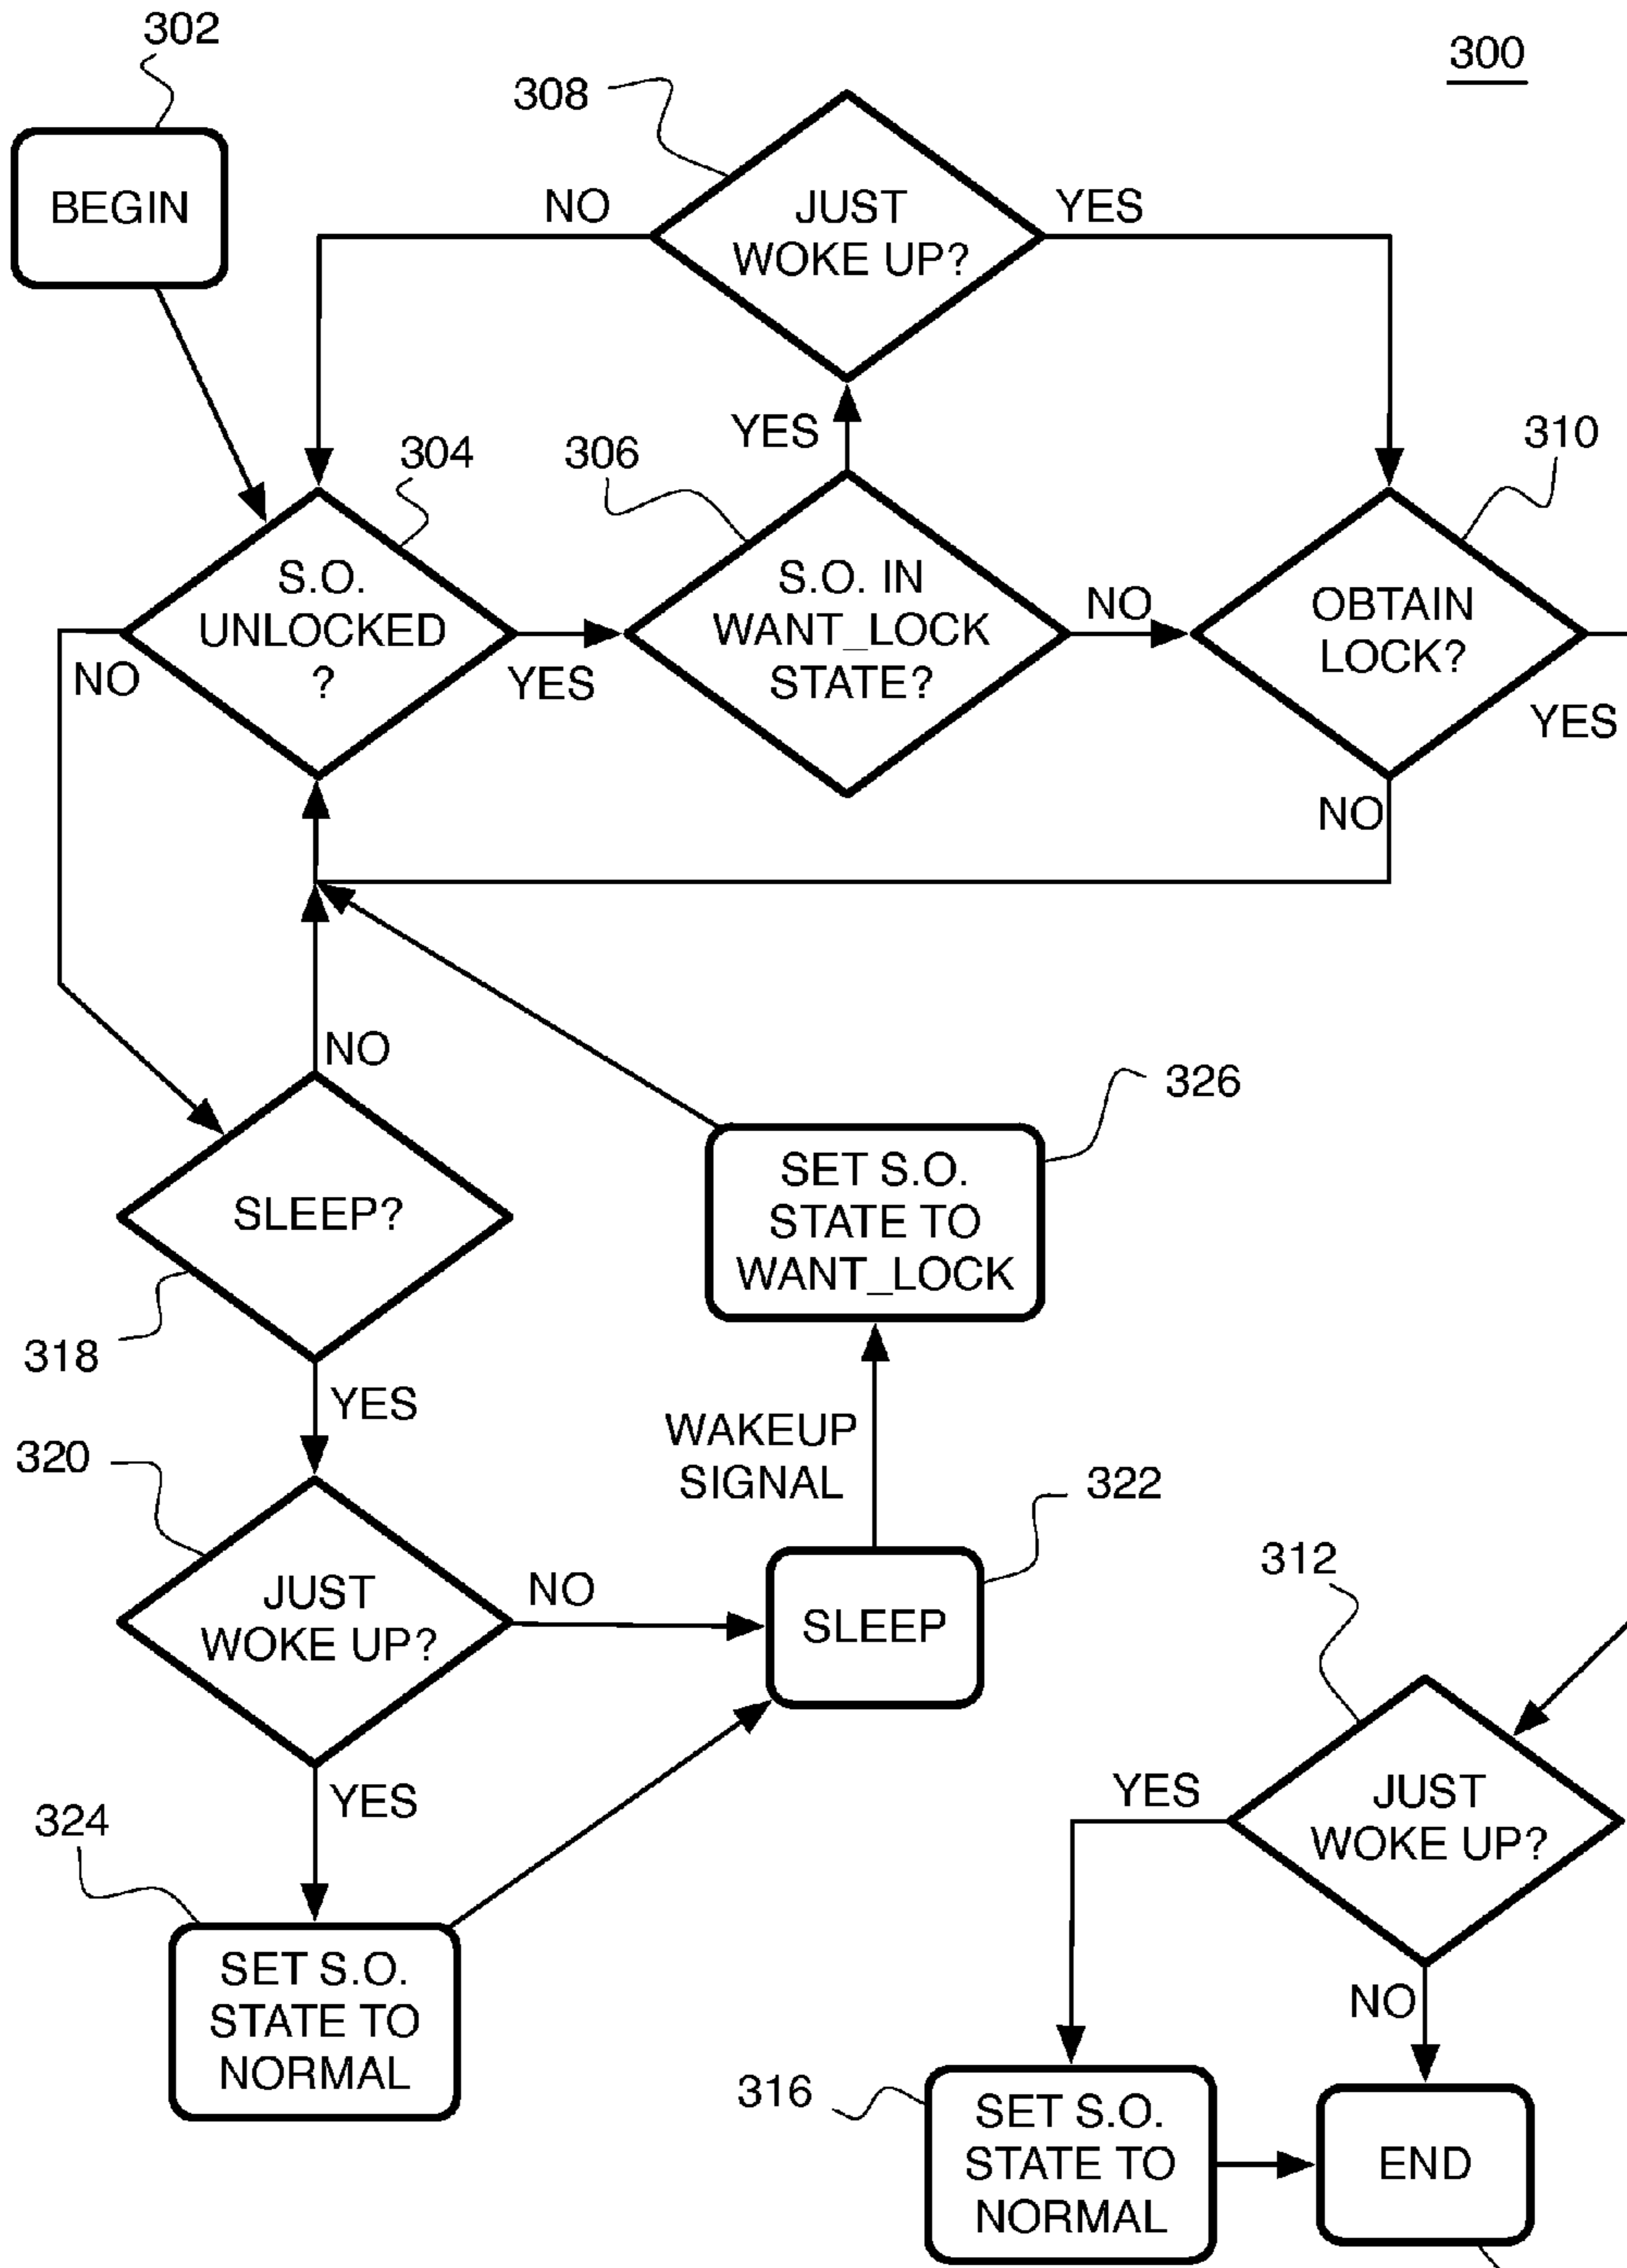 302
300
308
BEGIN
NO
JUST
WOKE UP?
YES
304
306
YES
310
S.O.
UNLOCKED
?
NO
YES
S.O. IN
WANT_LOCK
STATE?
NO
OBTAIN
LOCK?
YES
NO
NO
326
SLEEP?
SET S.O.
STATE TO
WANT_LOCK
318
YES
WAKEUP
SIGNAL
320
322
312
JUST
WOKE UP?
NO
SLEEP
YES
324
YES
JUST
WOKE UP?
SET S.O.
STATE TO
NORMAL
NO
316
SET S.O.
STATE TO
NORMAL
END